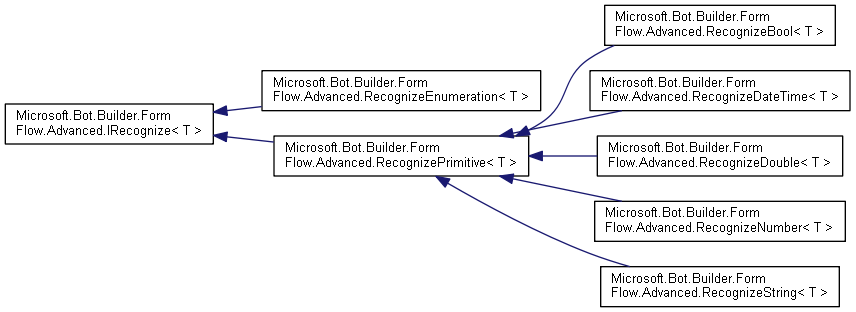 Microsoft.Bot.Builder.Form
Flow.Advanced.IRecognize< T >
Microsoft.Bot.Builder.Form
Flow.Advanced.RecognizeEnumeration< T >
Microsoft.Bot.Builder.Form
Flow.Advanced.RecognizePrimitive< T >
Microsoft.Bot.Builder.Form
Flow.Advanced.RecognizeBool< T >
Microsoft.Bot.Builder.Form
Flow.Advanced.RecognizeDateTime< T >
Microsoft.Bot.Builder.Form
Flow.Advanced.RecognizeDouble< T >
Microsoft.Bot.Builder.Form
Flow.Advanced.RecognizeNumber< T >
Microsoft.Bot.Builder.Form
Flow.Advanced.RecognizeString< T >